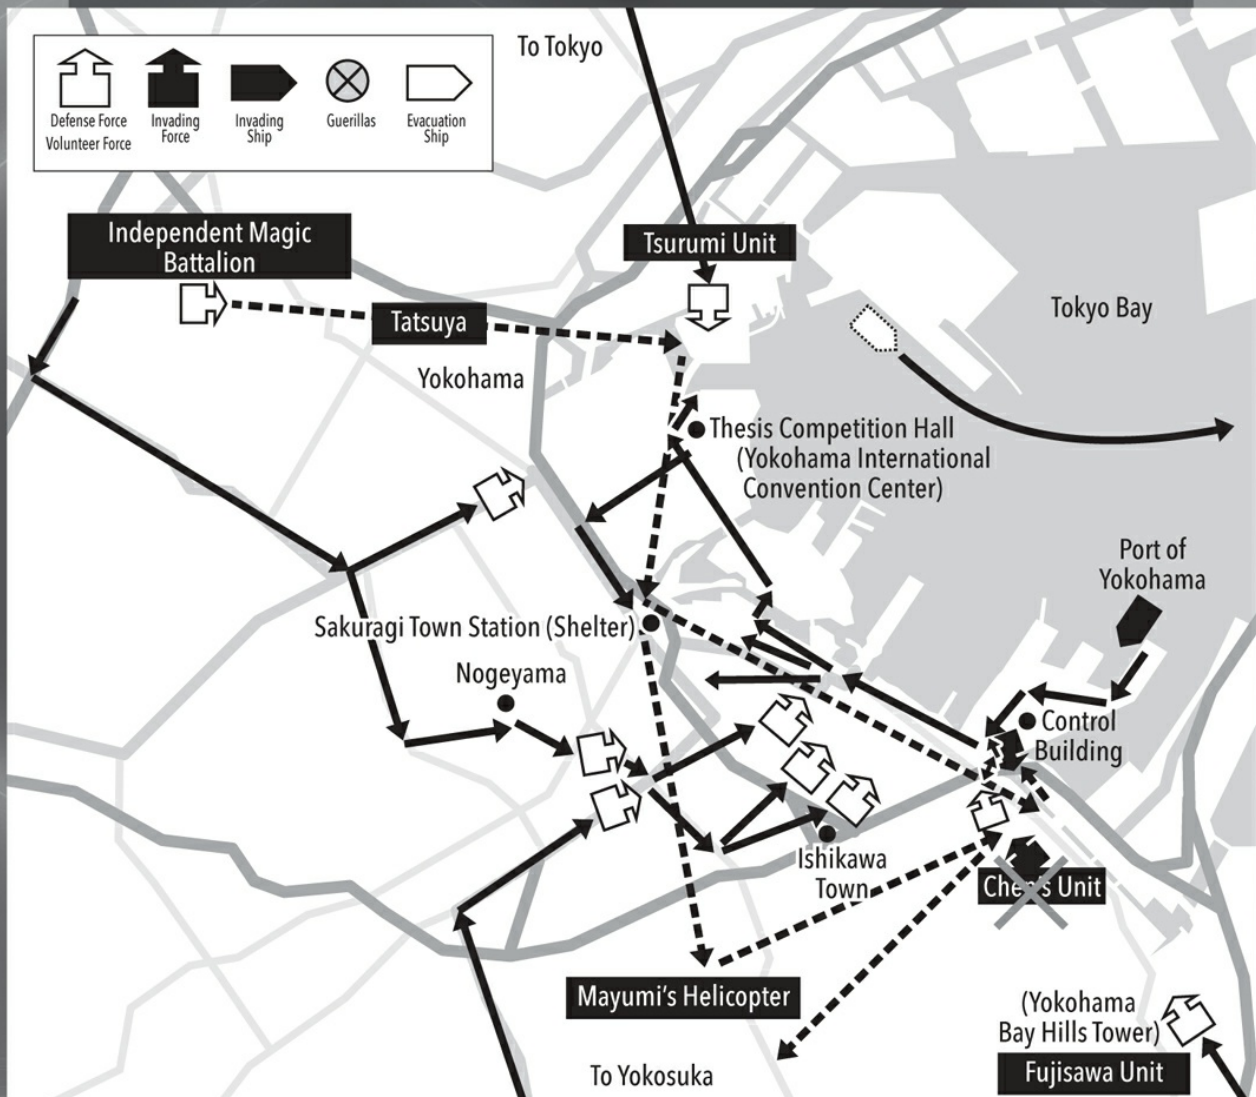 To Tokyo
Defense Force
Volunteer Force
Invading
Force
Invading
Ship
Guerillas
Evacuation
Ship
Independent Magic
Battalion
Tsurumi Unit
Tatsuya
Tokyo Bay
Yokohama
Thesis Competition Hall
(Yokohama International
Convention Center)
Port of
Yokohama
Sakuragi Town Station (Shelter)
Nogeyama
Control
Building
Ishikawa
Town
Chen's Unit
Mayumi's Helicopter
(Yokohama
Bay Hills Tower)
Fujisawa Unit
To Yokosuka